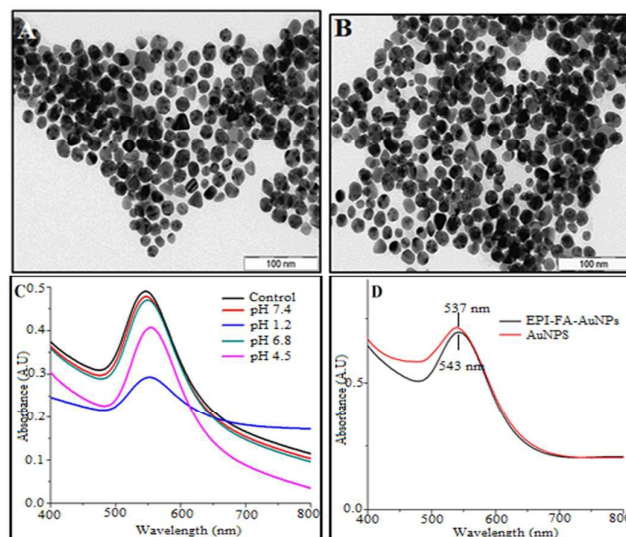 A
100 nm
B
100 nm
C
Control
pH 7.4
pH 1.2
pH 6.8
pH 4.5
0.5
0.4
0.3
0.2
0.1
0.0
Absorbance (A.U)
400 500 600 700 800
Wavelength (nm)
D
537 nm
EPI-FA-AuNPs
AuNPS
543 nm
0.5
0.0
Absorbance (A.U)
400 500 600 700 800
Wavelength (nm)